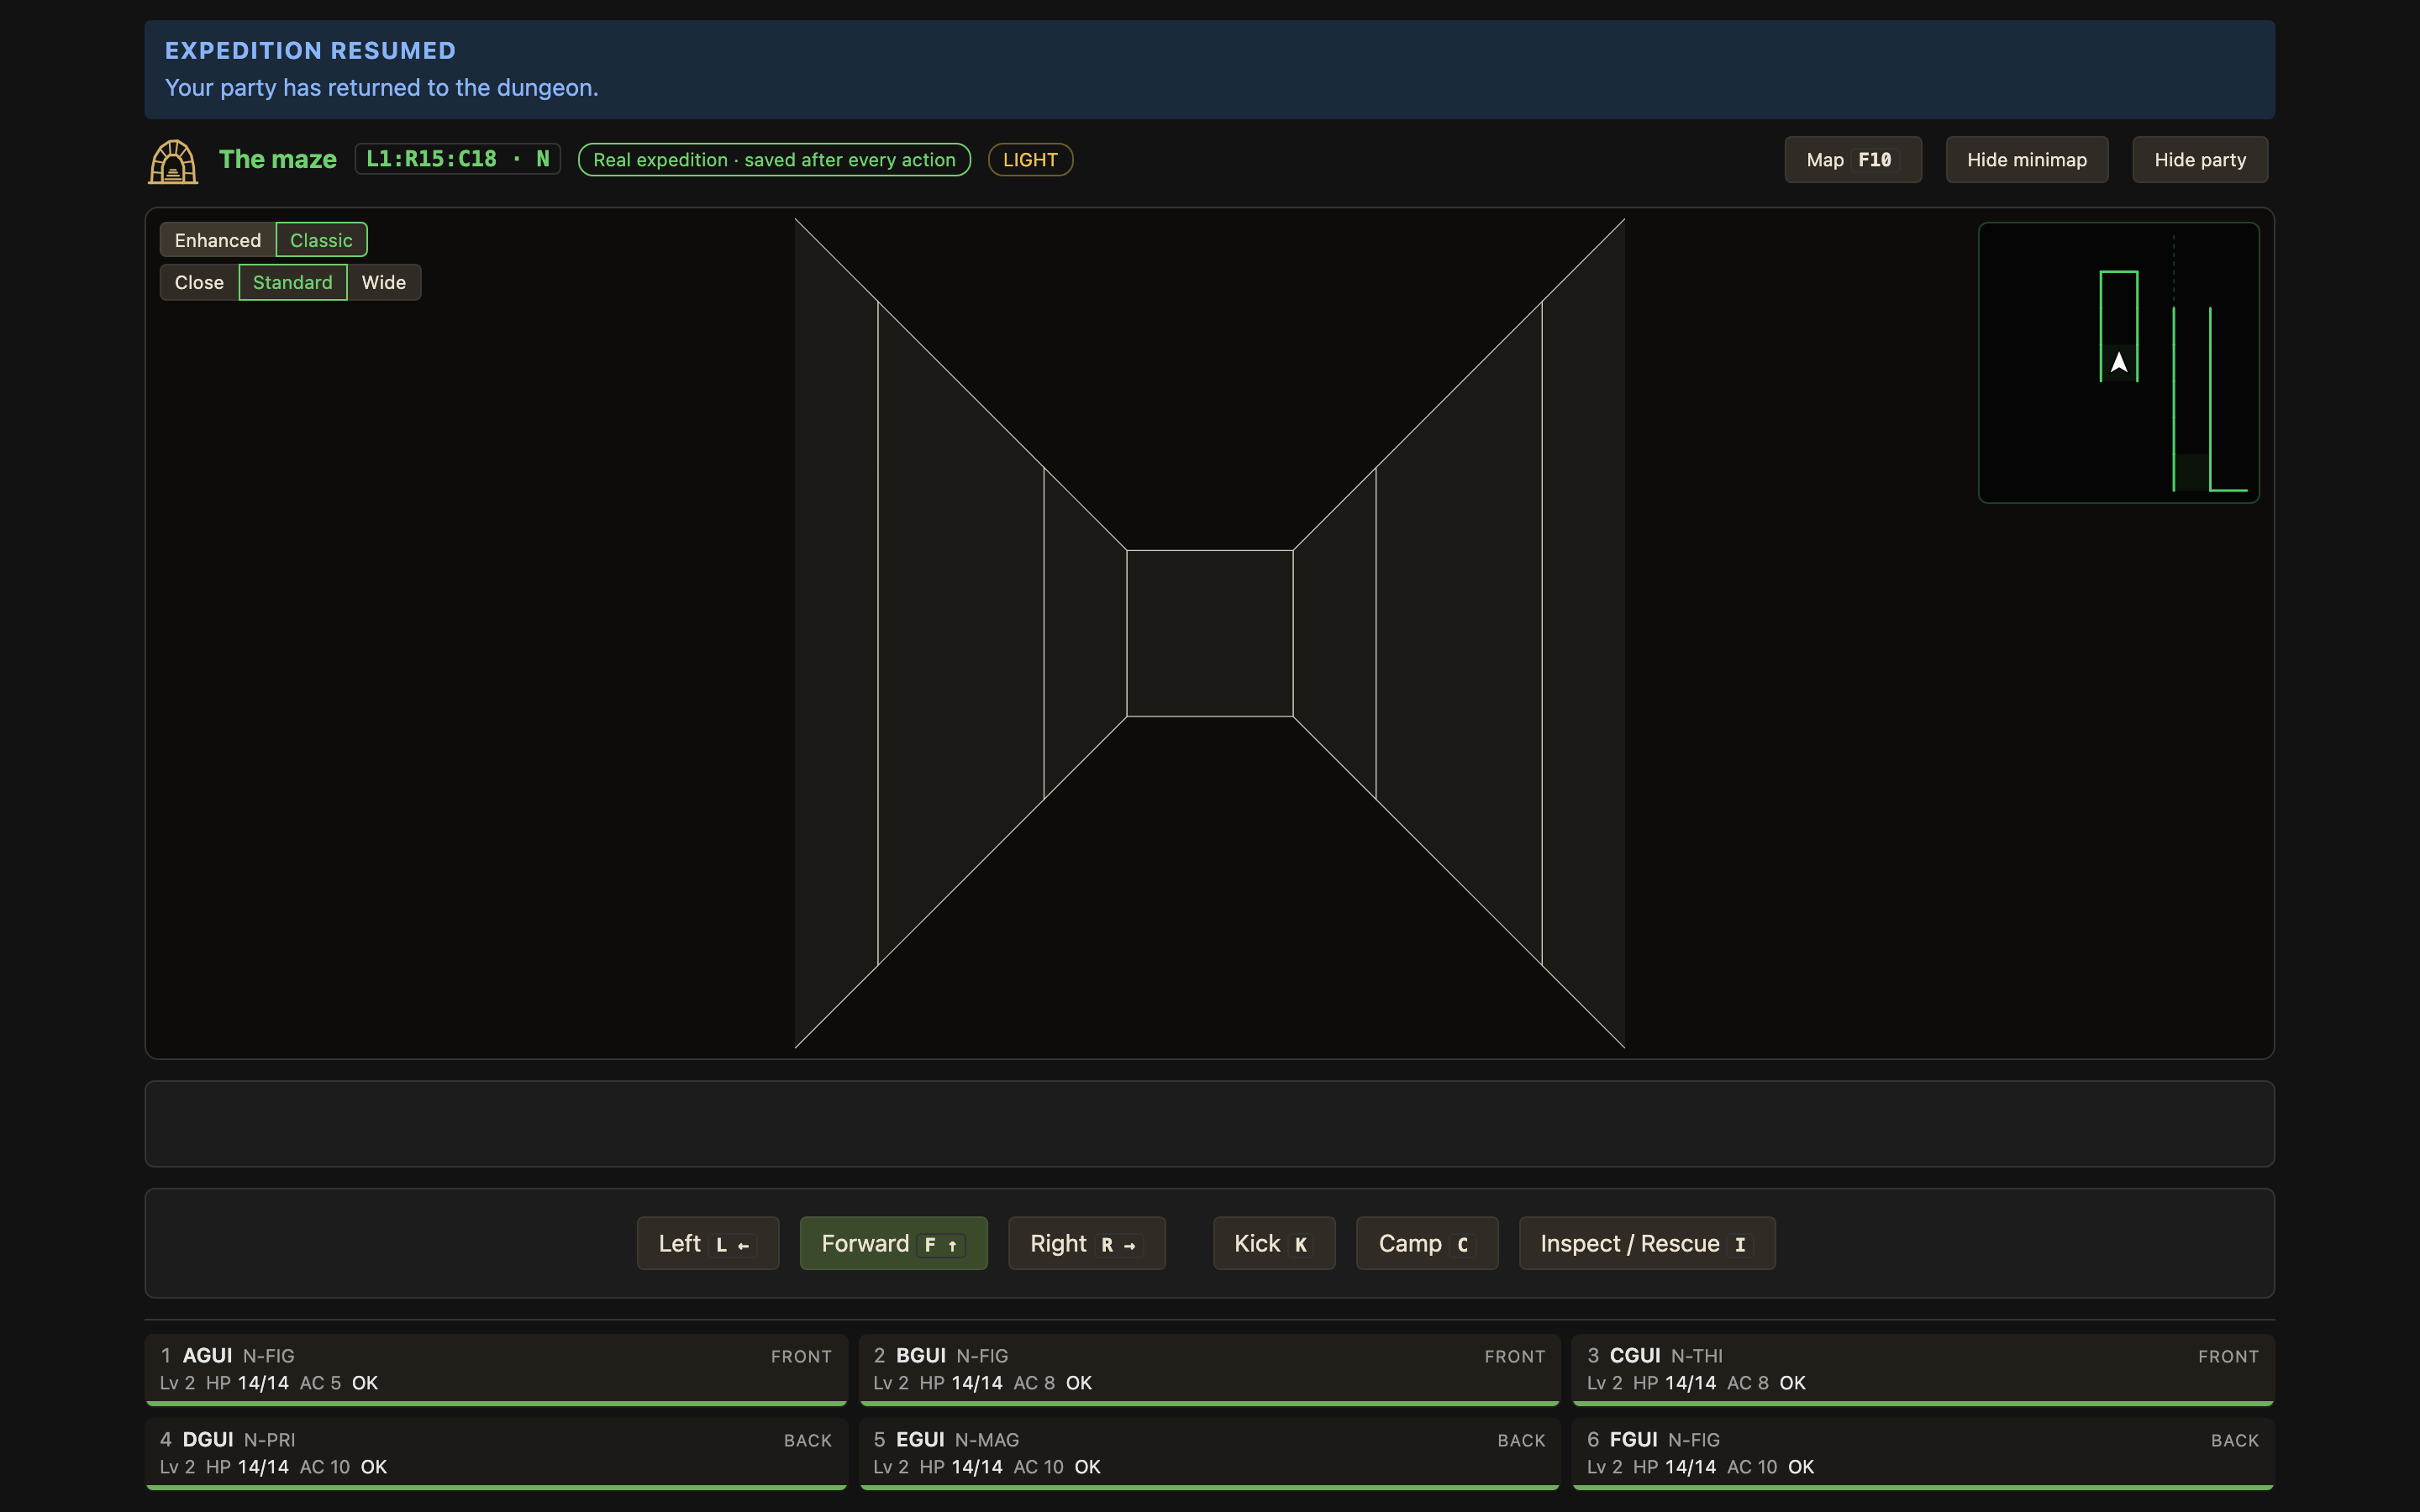 EXPEDITION RESUMED
Your party has returned to the dungeon.
The maze L1:R15:C18 · N Real expedition · saved after every action LIGHT Map F10 Hide minimap Hide party
Enhanced Classic
Close Standard Wide
Left L ← Forward F ↑ Right R → Kick K Camp C Inspect / Rescue I
1 AGUI N-FIG FRONT
Lv 2 HP 14/14 AC 5 OK
2 BGUI N-FIG FRONT
Lv 2 HP 14/14 AC 8 OK
3 CGUI N-THI FRONT
Lv 2 HP 14/14 AC 8 OK
4 DGUI N-PRI BACK
Lv 2 HP 14/14 AC 10 OK
5 EGUI N-MAG BACK
Lv 2 HP 14/14 AC 10 OK
6 FGUI N-FIG BACK
Lv 2 HP 14/14 AC 10 OK